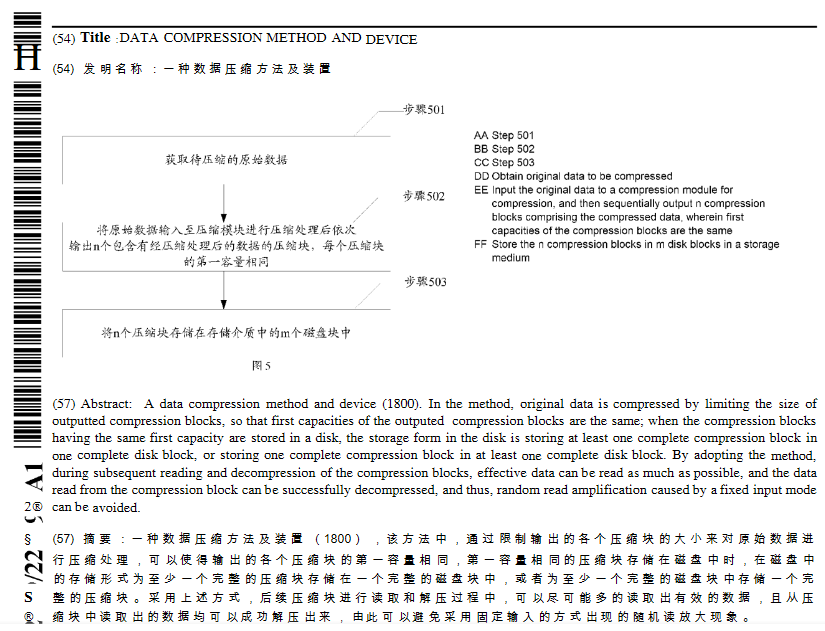 (54) Title :DATA COMPRESSION METHOD AND DEVICE
(54) 发明名称 : 一种数据压缩方法及装置
步骤501
获取待压缩的原始数据
步骤502
将原始数据输入至压缩模块进行压缩处理后依次
输出n个包含有经压缩处理后的数据的压缩块，每个压缩块
的第一容量相同
步骤503
将n个压缩块存储在存储介质中的m个磁盘块中
图 5
AA Step 501
BB Step 502
CC Step 503
DD Obtain original data to be compressed
EE Input the original data to a compression module for
compression, and then sequentially output n compression
blocks comprising the compressed data, wherein first
capacities of the compression blocks are the same
FF Store the n compression blocks in m disk blocks in a storage
medium
(57) Abstract: A data compression method and device (1800). In the method, original data is compressed by limiting the size of
outputted compression blocks, so that first capacities of the outputted compression blocks are the same; when the compression blocks
having the same first capacity are stored in a disk, the storage form in the disk is storing at least one complete compression block in
one complete disk block, or storing one complete compression block in at least one complete disk block. By adopting the method,
during subsequent reading and decompression of the compression blocks, effective data can be read as much as possible, and the data
read from the compression block can be successfully decompressed, and thus, random read amplification caused by a fixed input mode
can be avoided.
(57) 摘要 : 一种数据压缩方法及装置 ( 1800 ) , 该方法中 , 通过限制输出的各个压缩块的大小来对原始数据进
行压缩处理 , 可以使得输出的各个压缩块的第一容量相同 , 第一容量相同的压缩块存储在磁盘中时 , 在磁盘中
的存储形式为至少一个完整的压缩块存储在一个完整的磁盘块中 , 或者为至少一个完整的磁盘块中存储一个完
整的压缩块。采用上述方式 , 后续压缩块进行读取和解压过程中 , 可以尽可能多的读取出有效的数据 , 且从压
缩块中读取出的数据均可以成功解压出来 , 由此可以避免采用固定输入的方式出现的随机读放大现象。
A1
/22
S